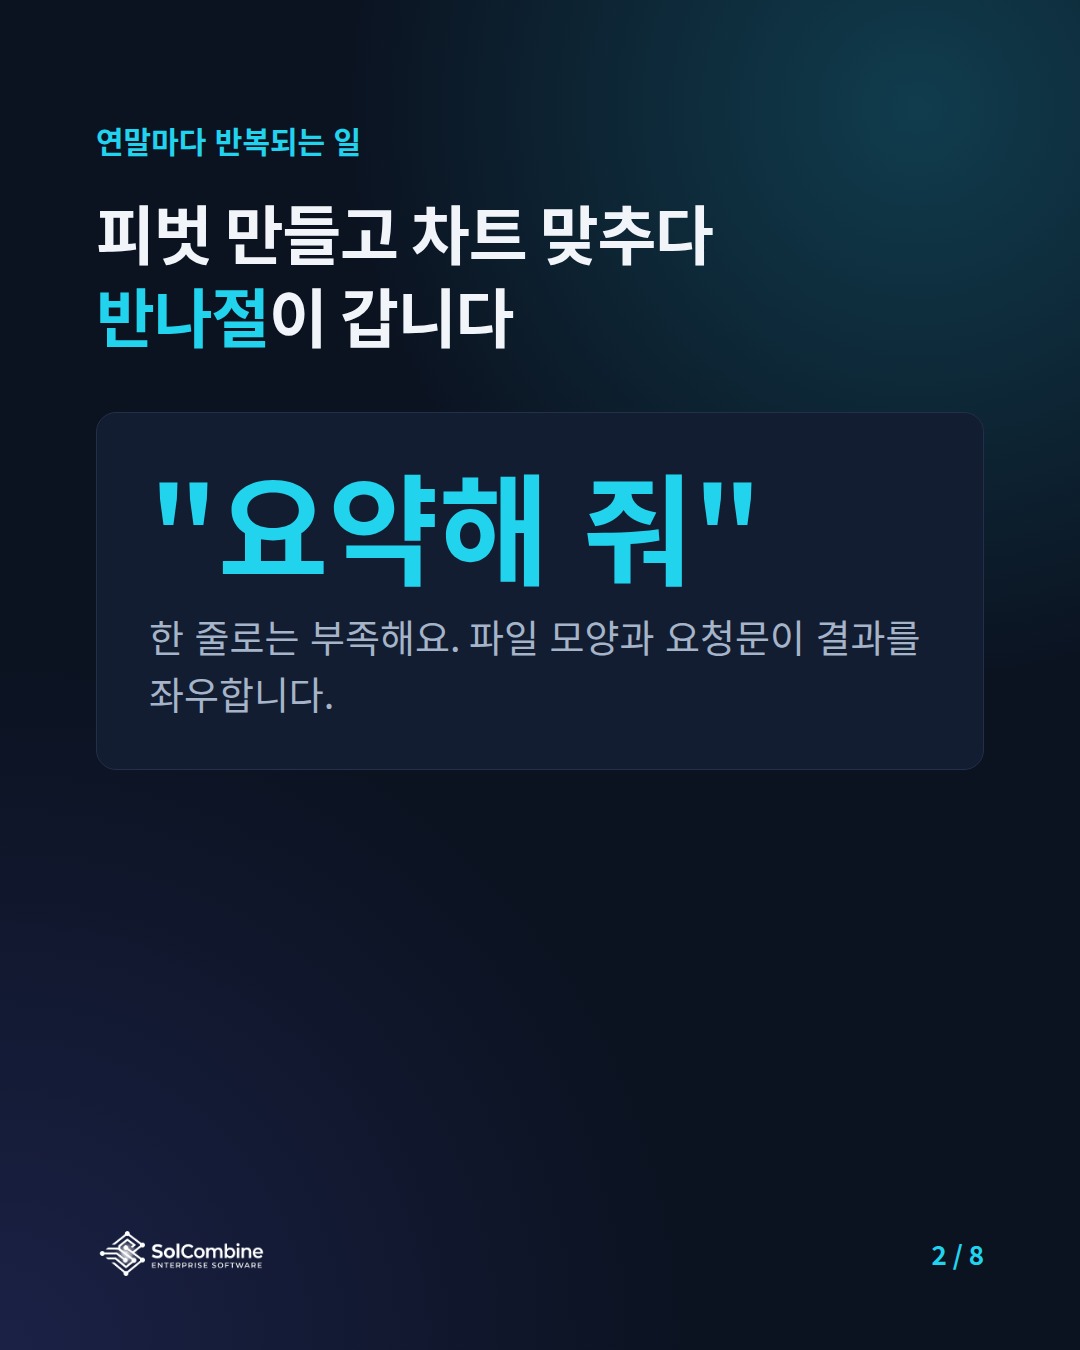 연말마다 반복되는 일
피벗 만들고 차트 맞추다
반나절이 갑니다
"요약해 줘"
한 줄로는 부족해요. 파일 모양과 요청문이 결과를
좌우합니다.
SolCombine
ENTERPRISE SOFTWARE
2 / 8